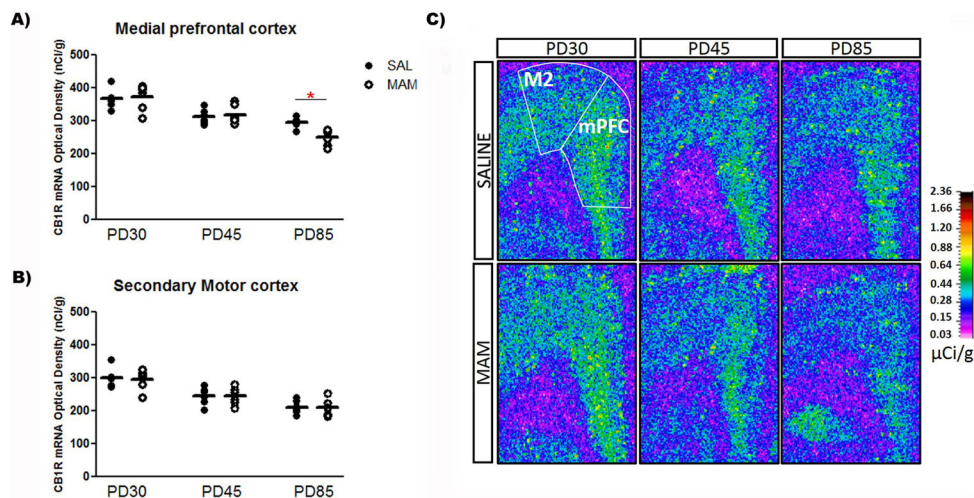 A)
Medial prefrontal cortex
CB1R mRNA Optical Density (nCi/g)
500
400
300
200
100
0
PD30 PD45 PD85
*
SAL
MAM
B)
Secondary Motor cortex
CB1R mRNA Optical Density (nCi/g)
500
400
300
200
100
0
PD30 PD45 PD85
C)
PD30 PD45 PD85
SALINE
MAM
M2
mPFC
2.36
1.66
1.20
0.88
0.64
0.44
0.28
0.15
0.03
µCi/g